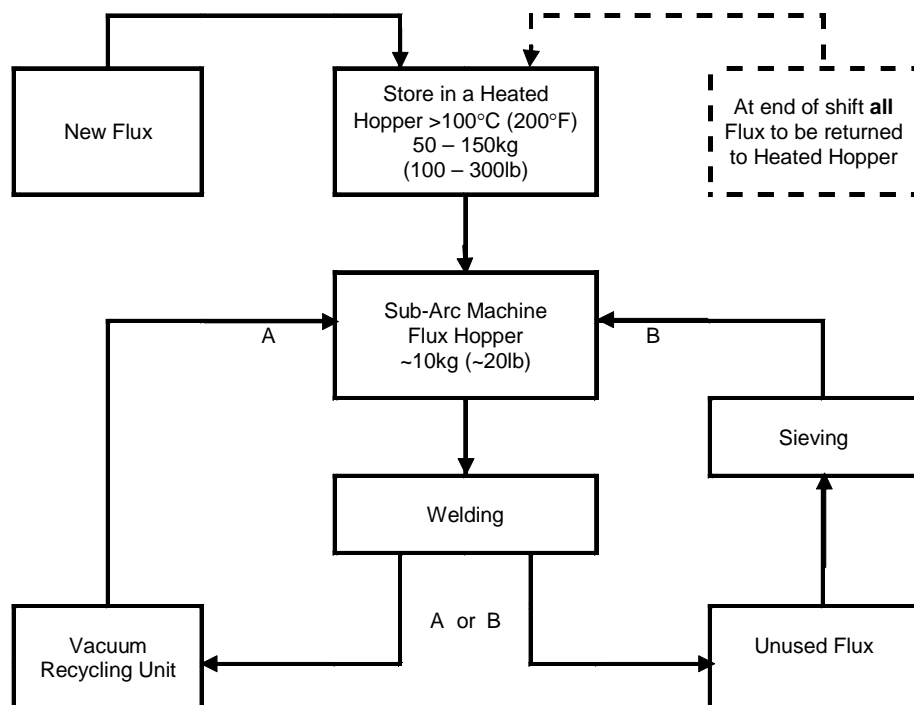 New Flux
Store in a Heated
Hopper >100°C (200°F)
50 – 150kg
(100 – 300lb)
At end of shift all
Flux to be returned
to Heated Hopper
Sub-Arc Machine
Flux Hopper
~10kg (~20lb)
A
B
Sieving
Welding
A or B
Vacuum
Recycling Unit
Unused Flux